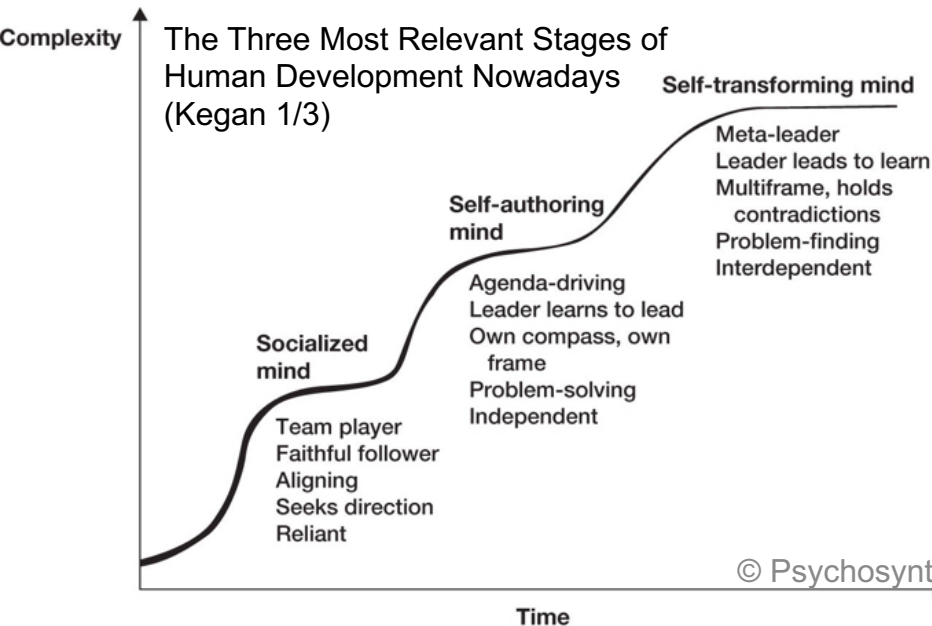 Complexity
The Three Most Relevant Stages of
Human Development Nowadays
(Kegan 1/3)
Self-transforming mind
Meta-leader
Leader leads to learn
Multiframe, holds
contradictions
Problem-finding
Interdependent
Self-authoring
mind
Agenda-driving
Leader learns to lead
Own compass, own
frame
Problem-solving
Independent
Socialized
mind
Team player
Faithful follower
Aligning
Seeks direction
Reliant
© Psychosynt
Time